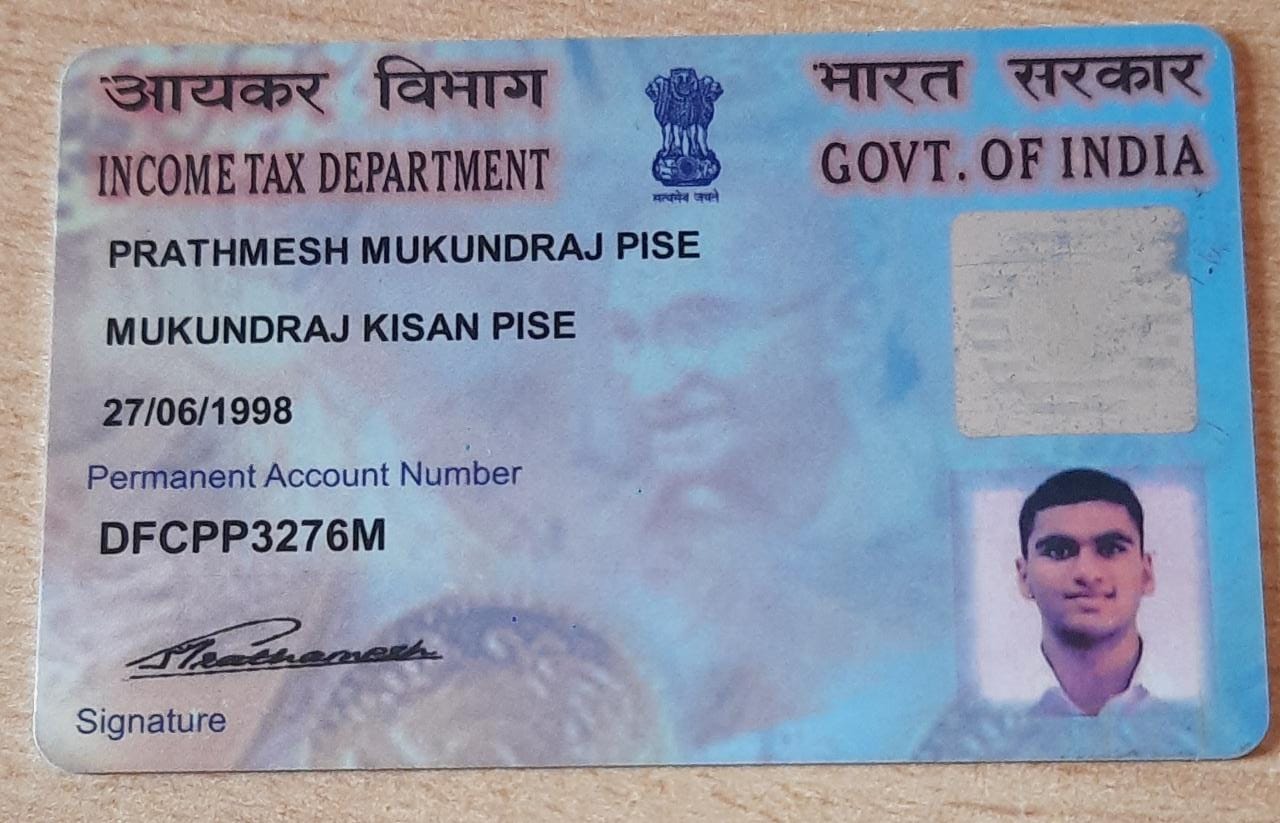 आयकर विभाग
INCOME TAX DEPARTMENT
सत्यमेव जयते
भारत सरकार
GOVT. OF INDIA
PRATHMESH MUKUNDRAJ PISE
MUKUNDRAJ KISAN PISE
27/06/1998
Permanent Account Number
DFCPP3276M
Prathamesh
Signature